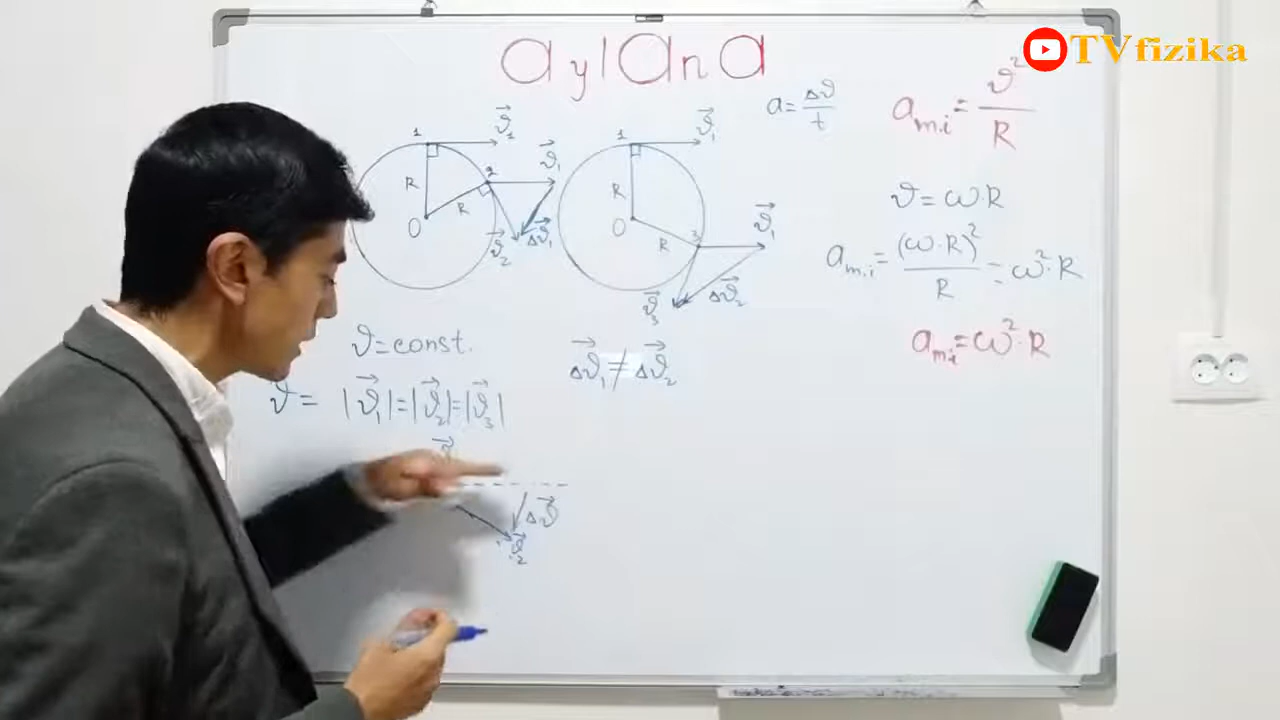 TVfizika
aylana
a = Δϑ/t
a_m.i = ϑ²/R
1 ϑ⃗₁
2 ϑ⃗₁
R
R
O
ϑ⃗₂ Δϑ⃗₁
1 ϑ⃗₁
R
O
R
3 ϑ⃗₁
ϑ⃗₃ Δϑ⃗₂
ϑ = ω·R
a_m.i = (ω·R)²/R = ω²·R
a_m.i = ω²·R
ϑ = const.
Δϑ⃗₁ ≠ Δϑ⃗₂
ϑ = |ϑ⃗₁| = |ϑ⃗₂| = |ϑ⃗₃|
Δϑ⃗
ϑ⃗₂